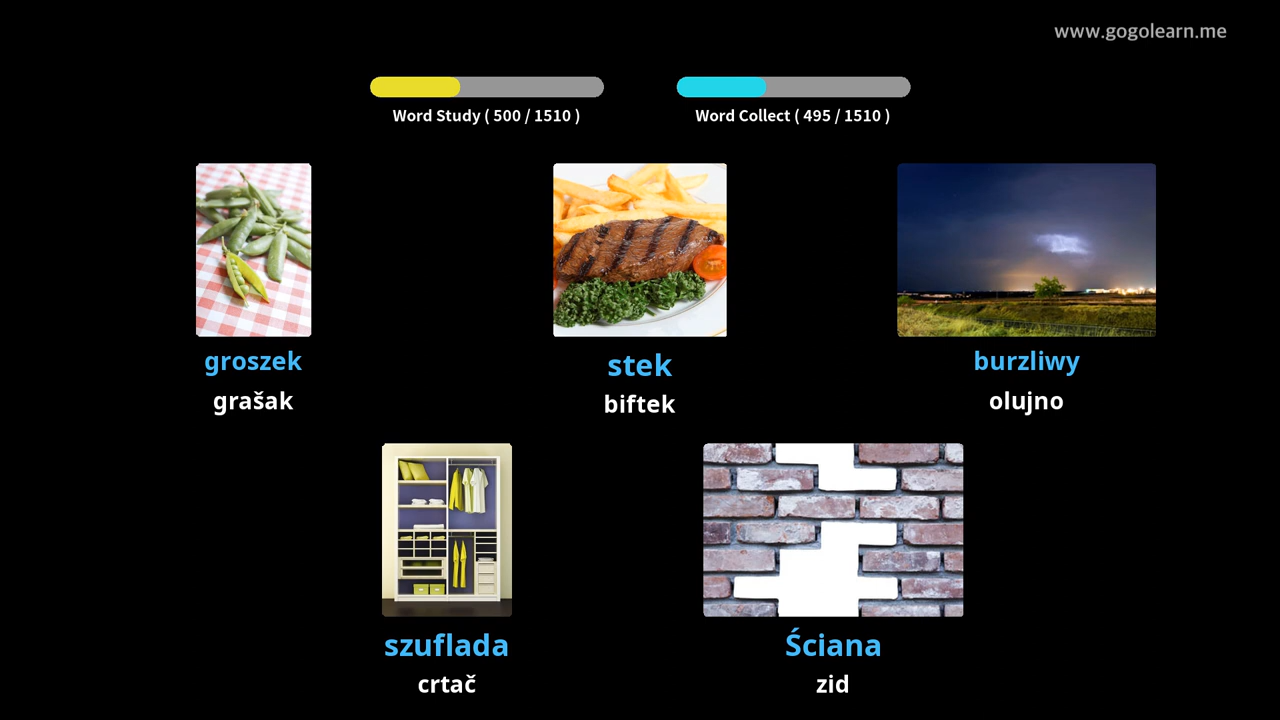 www.gogolearn.me
Word Study ( 500 / 1510 )
Word Collect ( 495 / 1510 )
groszek
grašak
stek
biftek
burzliwy
olujno
szuflada
crtač
Ściana
zid